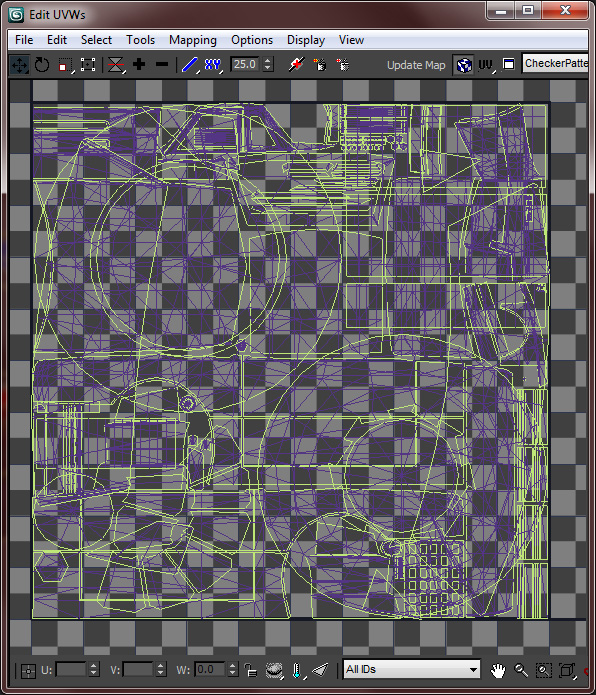 Edit UVWs
File Edit Select Tools Mapping Options Display View
25.0 Update Map UV CheckerPatte
U: V: W: 0.0 All IDs